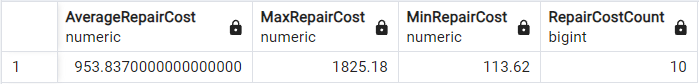 AverageRepairCost MaxRepairCost MinRepairCost RepairCostCount
numeric numeric numeric bigint
1 953.8370000000000000 1825.18 113.62 10